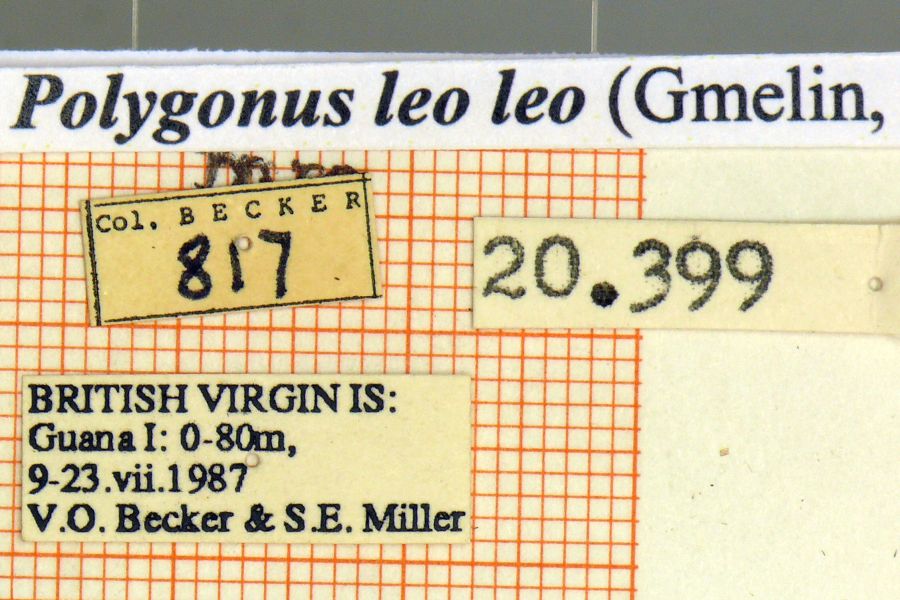 Polygonus leo leo (Gmelin,
Col. BECKER
817
20.399
BRITISH VIRGIN IS:
Guana I: 0-80m,
9-23.vii.1987
V.O. Becker & S.E. Miller